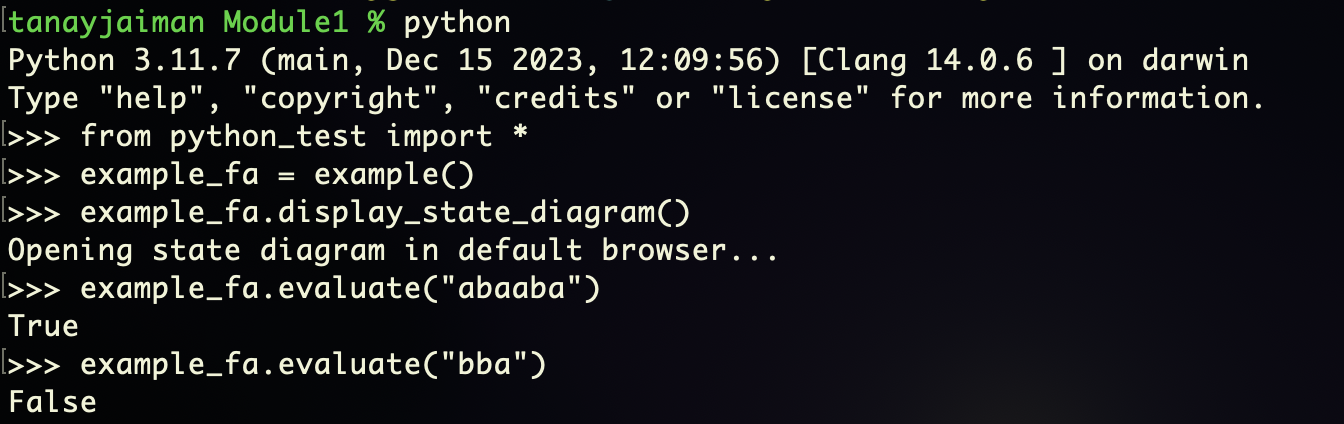 [tanayjaiman Module1 % python
Python 3.11.7 (main, Dec 15 2023, 12:09:56) [Clang 14.0.6 ] on darwin
Type "help", "copyright", "credits" or "license" for more information.
[>>> from python_test import *
[>>> example_fa = example()
[>>> example_fa.display_state_diagram()
Opening state diagram in default browser...
[>>> example_fa.evaluate("abaaba")
True
[>>> example_fa.evaluate("bba")
False